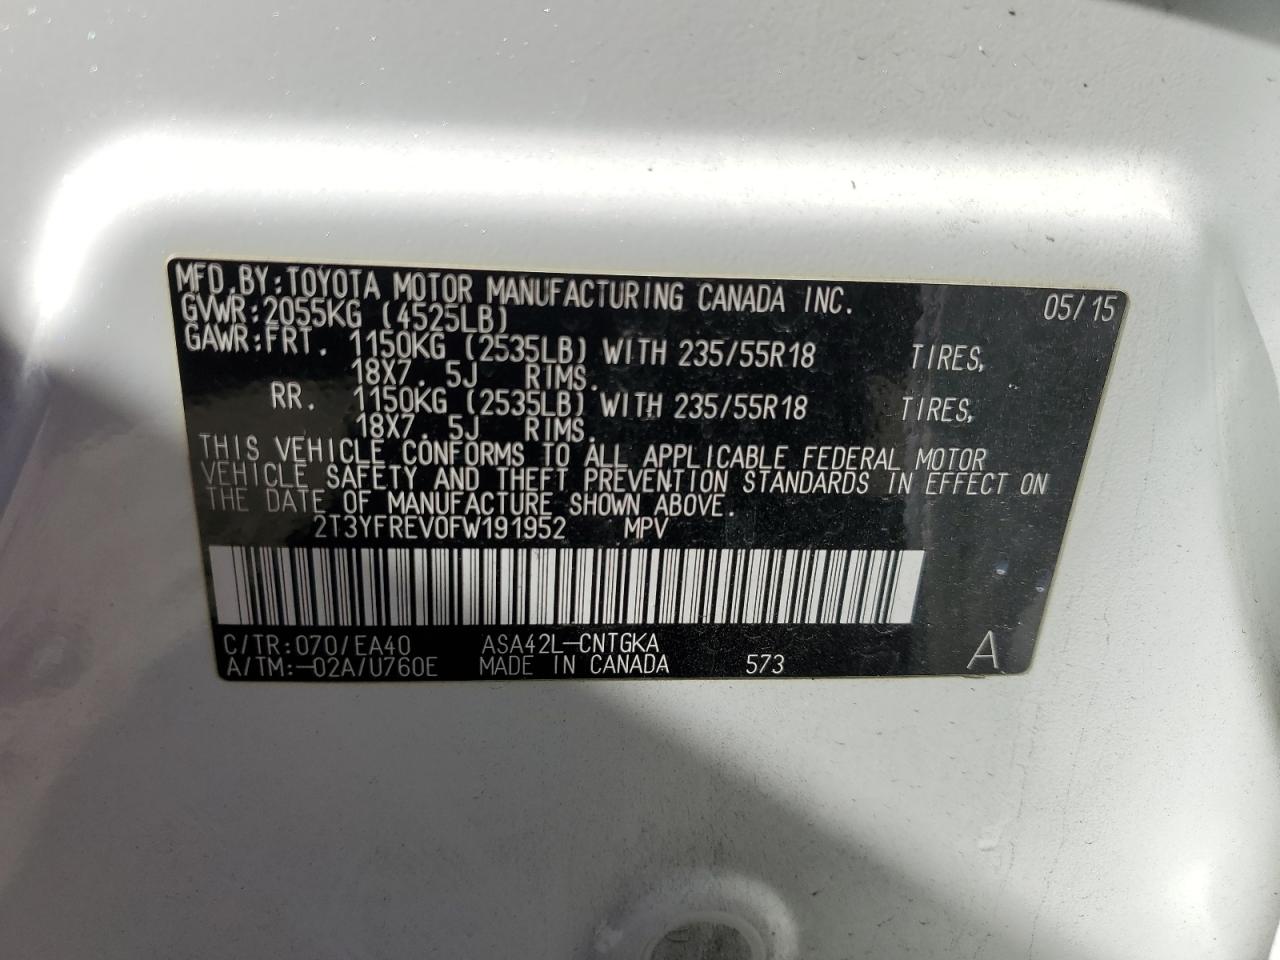 MFD.BY:TOYOTA MOTOR MANUFACTURING CANADA INC. 05/15
GVWR:2055KG (4525LB)
GAWR:FRT. 1150KG (2535LB) WITH 235/55R18 TIRES,
18X7.5J RIMS.
RR. 1150KG (2535LB) WITH 235/55R18 TIRES,
18X7.5J RIMS.
THIS VEHICLE CONFORMS TO ALL APPLICABLE FEDERAL MOTOR
VEHICLE SAFETY AND THEFT PREVENTION STANDARDS IN EFFECT ON
THE DATE OF MANUFACTURE SHOWN ABOVE.
2T3YFREV0FW191952 MPV
C/TR:070/EA40 ASA42L-CNTGKA
A/TM:-02A/U760E MADE IN CANADA 573 A